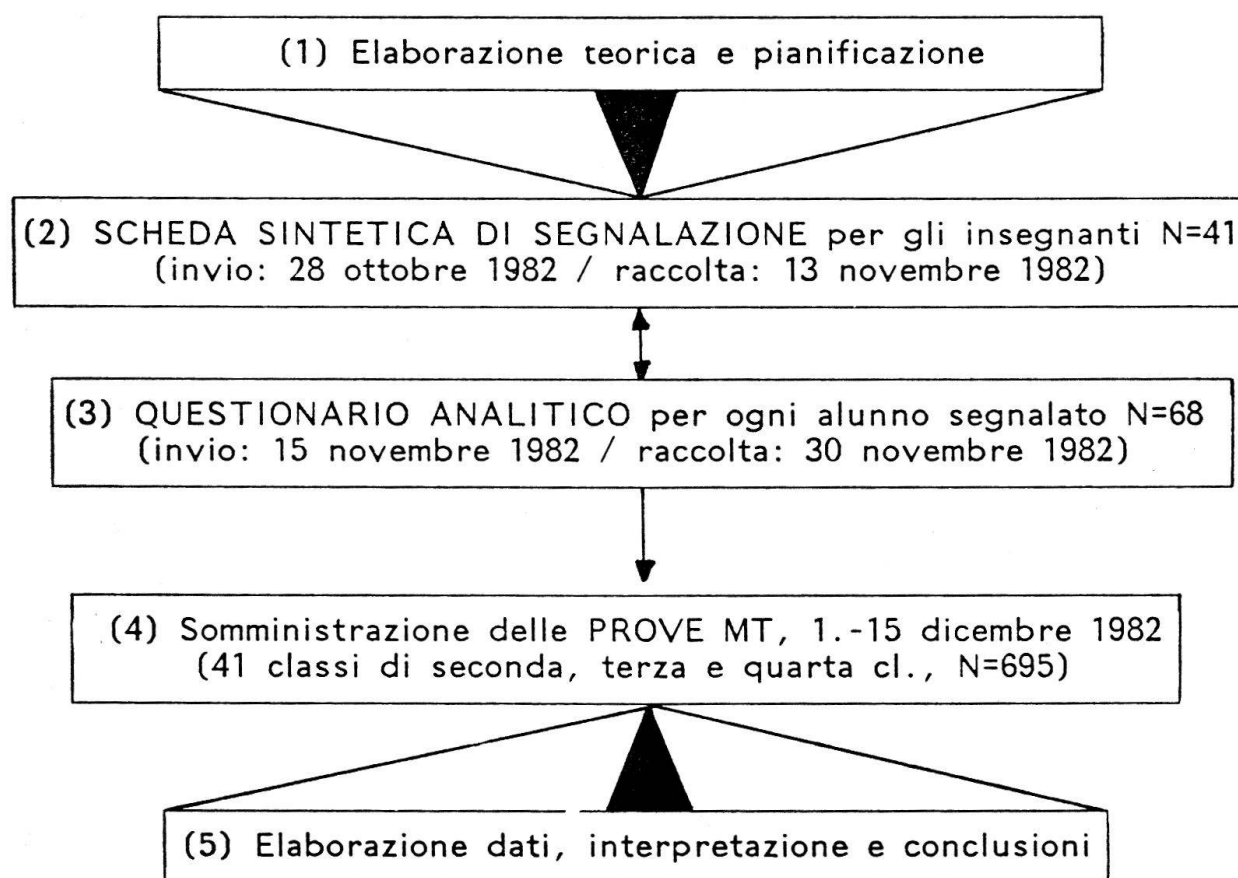 (1) Elaborazione teorica e pianificazione
(2) SCHEDA SINTETICA DI SEGNALAZIONE per gli insegnanti N=41
(invio: 28 ottobre 1982 / raccolta: 13 novembre 1982)
(3) QUESTIONARIO ANALITICO per ogni alunno segnalato N=68
(invio: 15 novembre 1982 / raccolta: 30 novembre 1982)
(4) Somministrazione delle PROVE MT, 1.-15 dicembre 1982
(41 classi di seconda, terza e quarta cl., N=695)
(5) Elaborazione dati, interpretazione e conclusioni